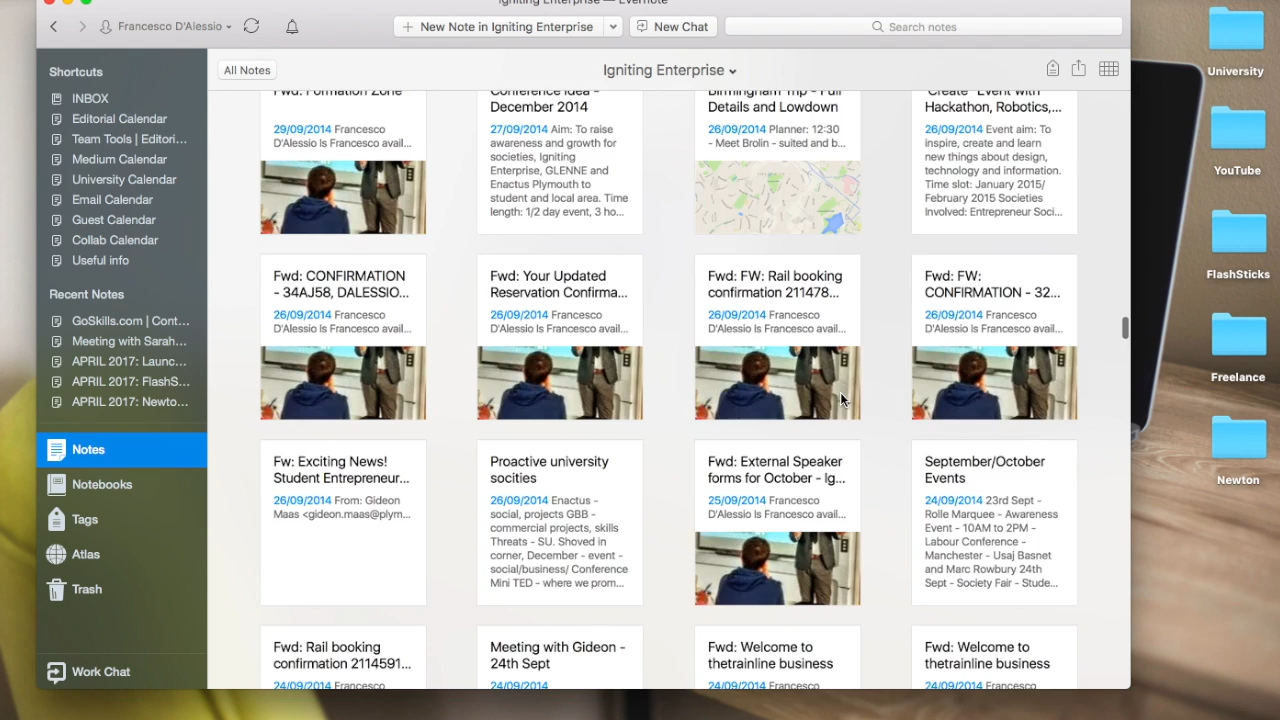 Igniting Enterprise — Evernote
Francesco D'Alessio
New Note in Igniting Enterprise
New Chat
Search notes
All Notes
Igniting Enterprise
Shortcuts
INBOX
Editorial Calendar
Team Tools | Editori...
Medium Calendar
University Calendar
Email Calendar
Guest Calendar
Collab Calendar
Useful info
Recent Notes
GoSkills.com | Cont...
Meeting with Sarah...
APRIL 2017: Launc...
APRIL 2017: FlashS...
APRIL 2017: Newto...
Notes
Notebooks
Tags
Atlas
Trash
Work Chat
Fwd: Formation Zone
29/09/2014 Francesco
D'Alessio Is Francesco avail...
Conference Idea -
December 2014
27/09/2014 Aim: To raise
awareness and growth for
societies, Igniting
Enterprise, GLENNE and
Enactus Plymouth to
student and local area. Time
length: 1/2 day event, 3 ho...
Birmingham Trip - Full
Details and Lowdown
26/09/2014 Planner: 12:30
- Meet Brolin - suited and b...
"Create" Event with
Hackathon, Robotics,...
26/09/2014 Event aim: To
inspire, create and learn
new things about design,
technology and information.
Time slot: January 2015/
February 2015 Societies
Involved: Entrepreneur Soci...
Fwd: CONFIRMATION
- 34AJ58, DALESSIO...
26/09/2014 Francesco
D'Alessio Is Francesco avail...
Fwd: Your Updated
Reservation Confirma...
26/09/2014 Francesco
D'Alessio Is Francesco avail...
Fwd: FW: Rail booking
confirmation 211478...
26/09/2014 Francesco
D'Alessio Is Francesco avail...
Fwd: FW:
CONFIRMATION - 32...
26/09/2014 Francesco
D'Alessio Is Francesco avail...
Fw: Exciting News!
Student Entrepreneur...
26/09/2014 From: Gideon
Maas <gideon.maas@plym...
Proactive university
socities
26/09/2014 Enactus -
social, projects GBB -
commercial projects, skills
Threats - SU. Shoved in
corner, December - event -
social/business/ Conference
Mini TED - where we prom...
Fwd: External Speaker
forms for October - Ig...
25/09/2014 Francesco
D'Alessio Is Francesco avail...
September/October
Events
24/09/2014 23rd Sept -
Rolle Marquee - Awareness
Event - 10AM to 2PM -
Labour Conference -
Manchester - Usaj Basnet
and Marc Rowbury 24th
Sept - Society Fair - Stude...
Fwd: Rail booking
confirmation 2114591...
24/09/2014 Francesco
Meeting with Gideon -
24th Sept
24/09/2014
Fwd: Welcome to
thetrainline business
24/09/2014 Francesco
Fwd: Welcome to
thetrainline business
24/09/2014 Francesco
University
YouTube
FlashSticks
Freelance
Newton